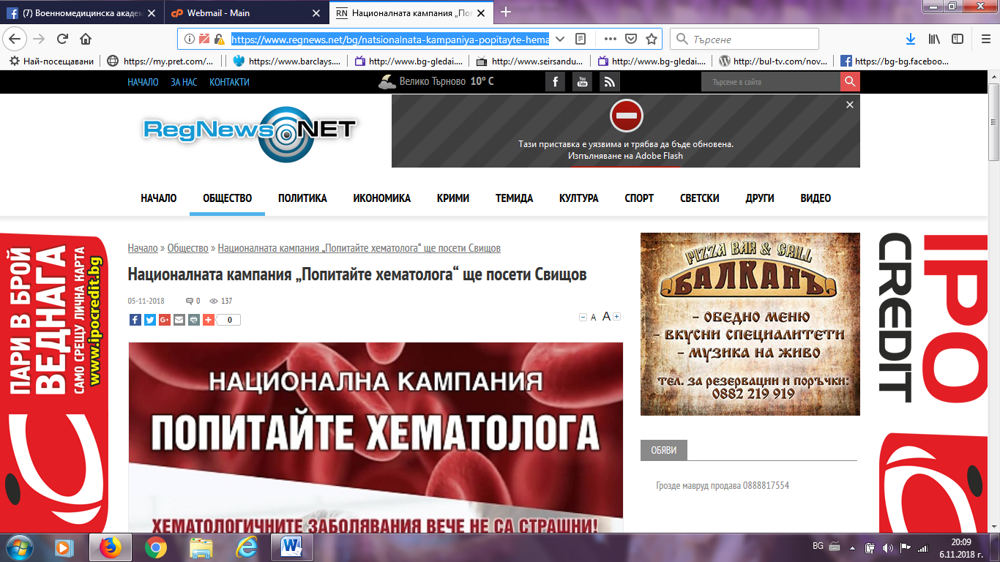 (7) Военномедицинска академ
Webmail - Main
Националната кампания „Поп
https://www.regnews.net/bg/natsionalnata-kampaniya-popitayte-hema
Търсене
Най-посещавани
https://my.pret.com/...
https://www.barclays....
http://www.bg-gledai....
http://www.seirsandu...
http://www.bg-gledai....
http://bul-tv.com/nov...
https://bg-bg.faceboo...
НАЧАЛО ЗА НАС КОНТАКТИ
Велико Търново 10° C
Търсене в сайта
RegNews NET
Тази приставка е уязвима и трябва да бъде обновена.
Изпълняване на Adobe Flash
НАЧАЛО ОБЩЕСТВО ПОЛИТИКА ИКОНОМИКА КРИМИ ТЕМИДА КУЛТУРА СПОРТ СВЕТСКИ ДРУГИ ВИДЕО
ПАРИ В БРОЙ
ВЕДНАГА
САМО СРЕЩУ ЛИЧНА КАРТА
www.ipocredit.bg
Начало » Общество » Националната кампания „Попитайте хематолога“ ще посети Свищов
Националната кампания „Попитайте хематолога“ ще посети Свищов
05-11-2018 0 137
0
A A
НАЦИОНАЛНА КАМПАНИЯ
ПОПИТАЙТЕ ХЕМАТОЛОГА
ХЕМАТОЛОГИЧНИТЕ ЗАБОЛЯВАНИЯ ВЕЧЕ НЕ СА СТРАШНИ!
PIZZA BAR & GRILL
БАЛКАНЪ
- ОБЕДНО МЕНЮ
- ВКУСНИ СПЕЦИАЛИТЕТИ
- МУЗИКА НА ЖИВО
тел. за резервации и поръчки:
0882 219 919
ОБЯВИ
Грозде мавруд продава 0888817554
IPO
CREDIT
BG
20:09
6.11.2018 г.